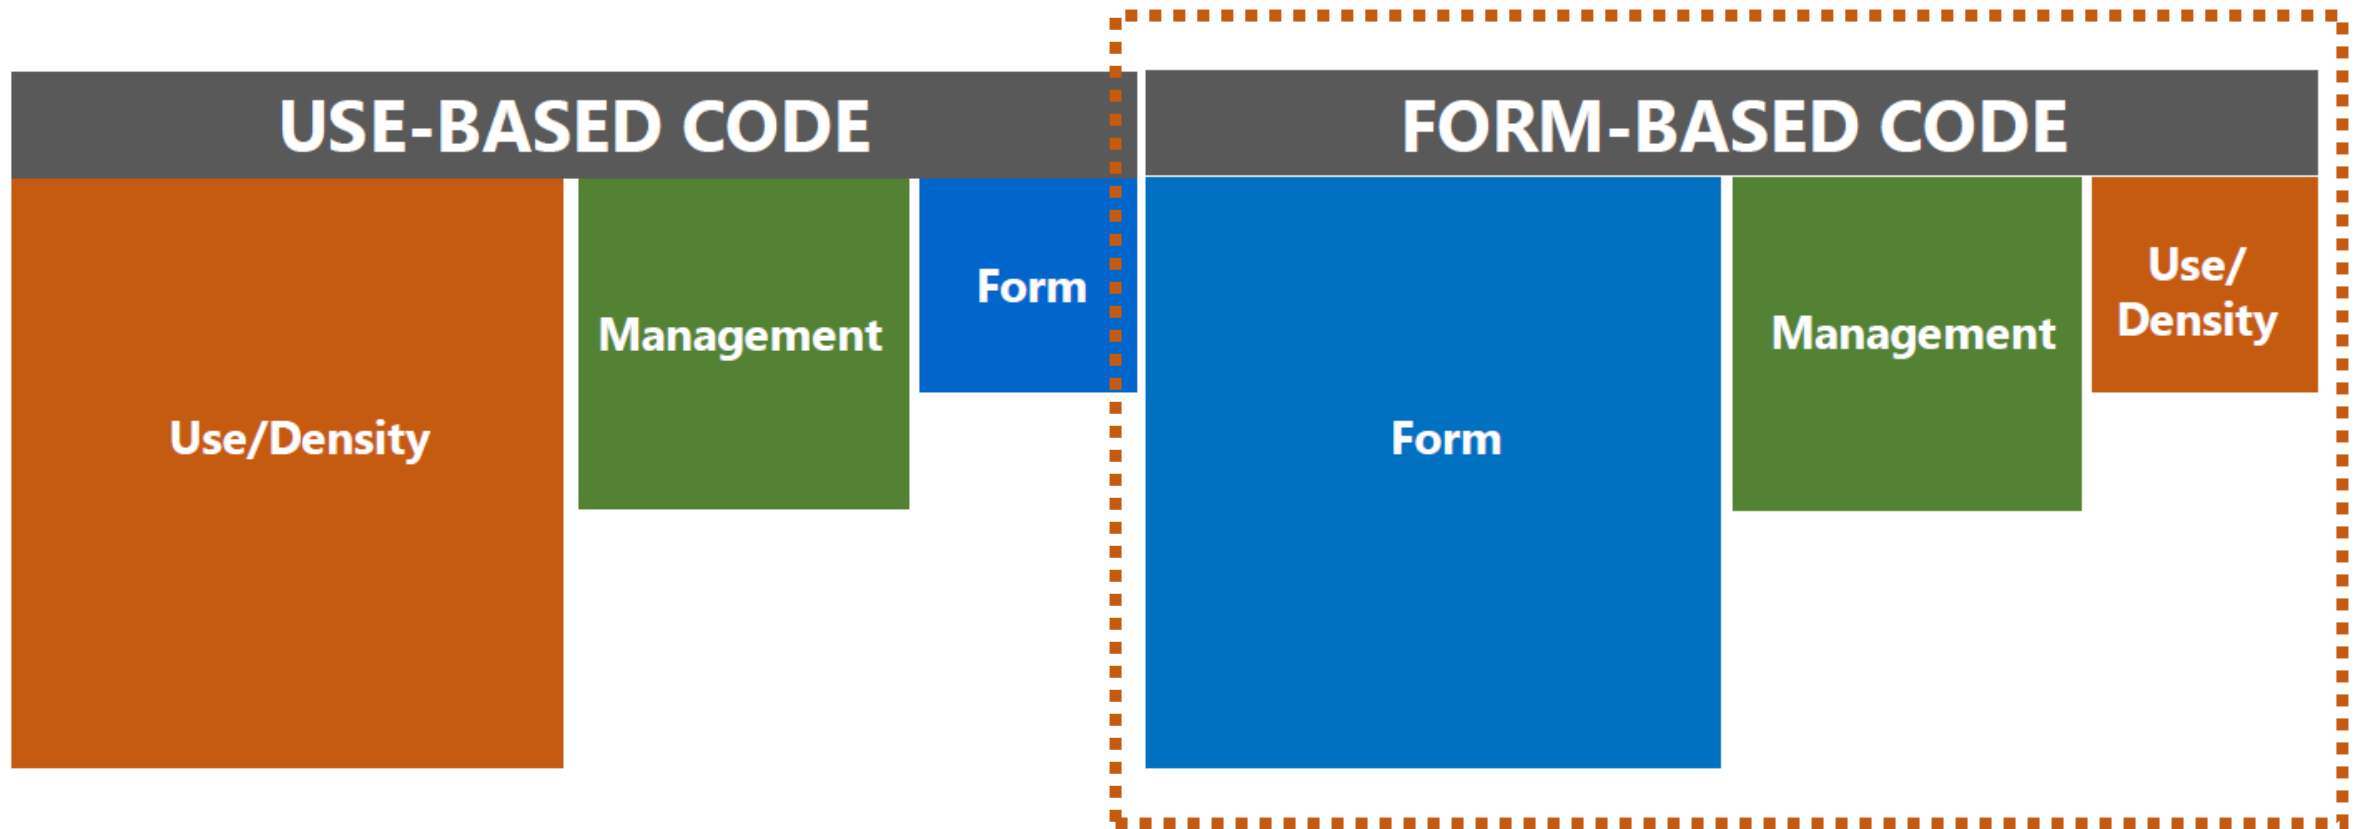 USE-BASED CODE
Use/Density
Management
Form
FORM-BASED CODE
Form
Management
Use/
Density